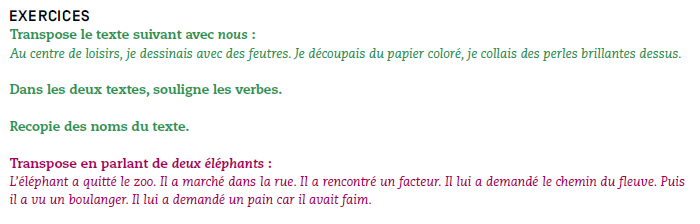 EXERCICES
Transpose le texte suivant avec nous :
Au centre de loisirs, je dessinais avec des feutres. Je découpais du papier coloré, je collais des perles brillantes dessus.
Dans les deux textes, souligne les verbes.
Recopie des noms du texte.
Transpose en parlant de deux éléphants :
L'éléphant a quitté le zoo. Il a marché dans la rue. Il a rencontré un facteur. Il lui a demandé le chemin du fleuve. Puis
il a vu un boulanger. Il lui a demandé un pain car il avait faim.